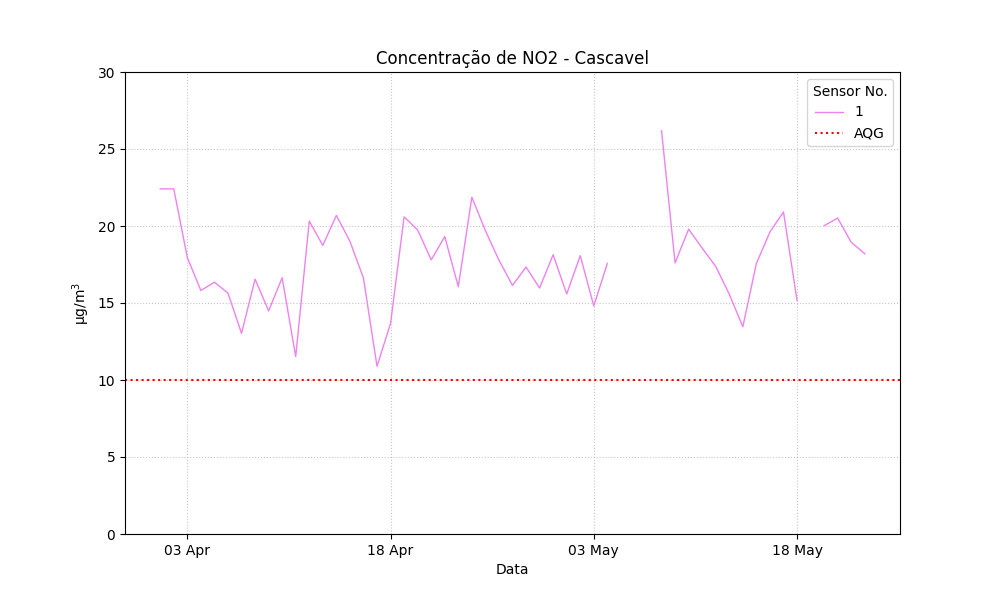 Concentração de NO2 - Cascavel
Sensor No.
1
AQG
30
25
20
15
10
5
0
µg/m³
03 Apr
18 Apr
03 May
18 May
Data